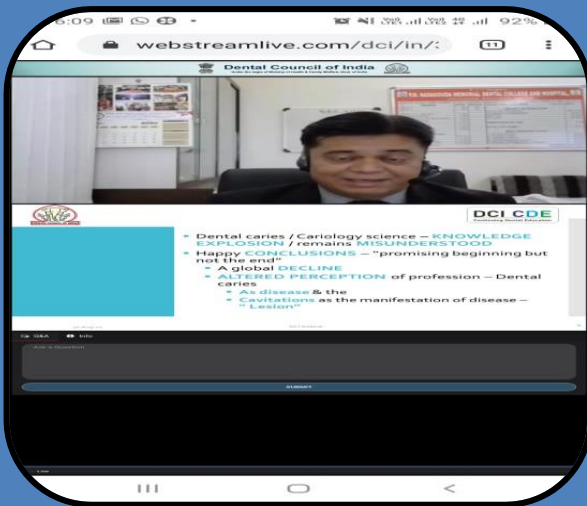 6:09
92%
webstreamlive.com/dci/in/
11
Dental Council of India
DCI CDE
Continuing Dental Education
Dental caries / Cariology science – KNOWLEDGE
EXPLOSION / remains MISUNDERSTOOD
Happy CONCLUSIONS – "promising beginning but
not the end"
A global DECLINE
ALTERED PERCEPTION of profession – Dental
caries
As disease & the
Cavitations as the manifestation of disease –
" Lesion"
Q&A Info
Ask a Question
SUBMIT